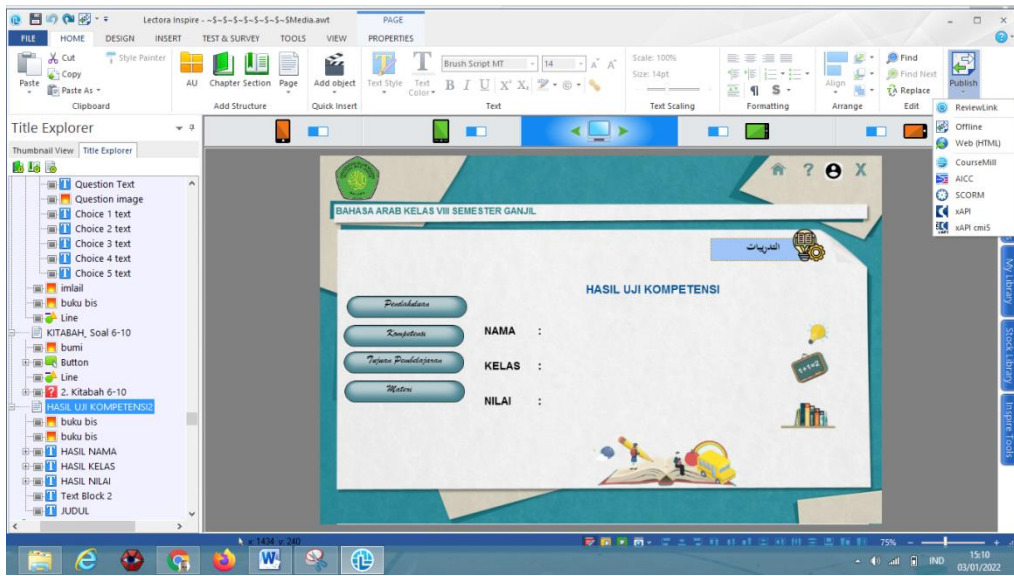 Lectora Inspire - ~$~$~$~$~$~$~$~$Media.awt
PAGE
FILE
HOME
DESIGN
INSERT
TEST & SURVEY
TOOLS
VIEW
PROPERTIES
Paste
Cut
Copy
Paste As
Style Painter
Clipboard
AU
Chapter
Section
Page
Add Structure
Add object
Quick Insert
Text Style
Text Color
Brush Script MT
14
B I U X² X₂
Text
Scale: 100%
Size: 14pt
Text Scaling
Formatting
Align
Arrange
Find
Find Next
Replace
Edit
Publish
ReviewLink
Offline
Web (HTML)
CourseMill
AICC
SCORM
xAPI
xAPI cmi5
Title Explorer
Thumbnail View
Title Explorer
Question Text
Question image
Choice 1 text
Choice 2 text
Choice 3 text
Choice 4 text
Choice 5 text
imlail
buku bis
Line
KITABAH_ Soal 6-10
bumi
Button
Line
2. Kitabah 6-10
HASIL UJI KOMPETENSI2
buku bis
buku bis
HASIL NAMA
HASIL KELAS
HASIL NILAI
Text Block 2
JUDUL
BAHASA ARAB KELAS VIII SEMESTER GANJIL
? X
التدريبات
HASIL UJI KOMPETENSI
Pendahuluan
Kompetensi
Tujuan Pembelajaran
Materi
NAMA :
KELAS :
NILAI :
1+1=2
My Library
Stock Library
Inspire Tools
x: 1434 y: 240
75%
IND
15:10
03/01/2022